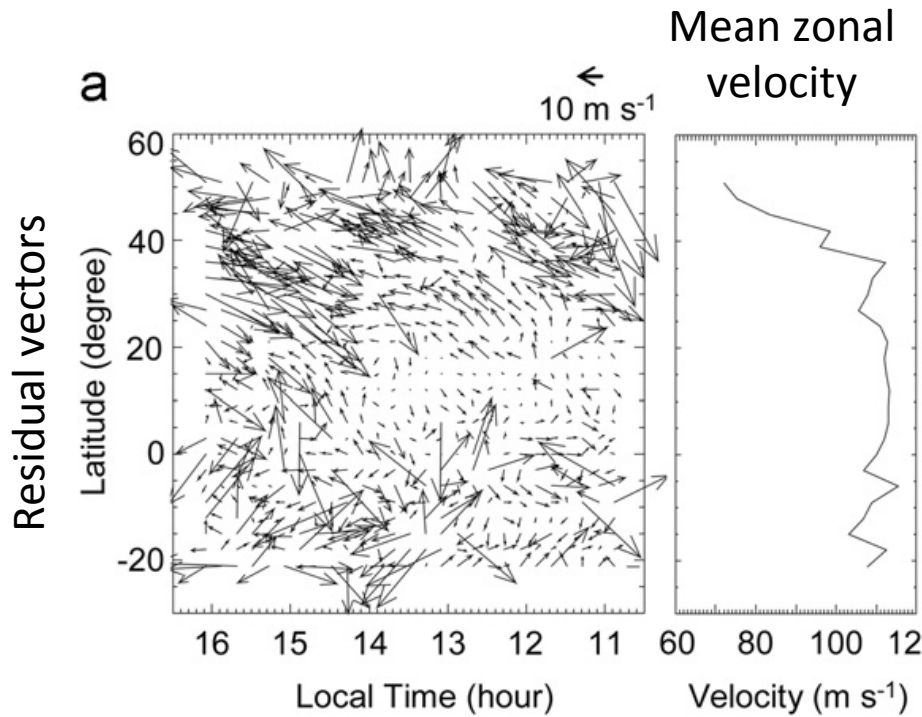 Mean zonal
velocity
a
10 m s⁻¹
60
40
20
0
-20
Latitude (degree)
Residual vectors
16 15 14 13 12 11
Local Time (hour)
60 80 100 12
Velocity (m s⁻¹)